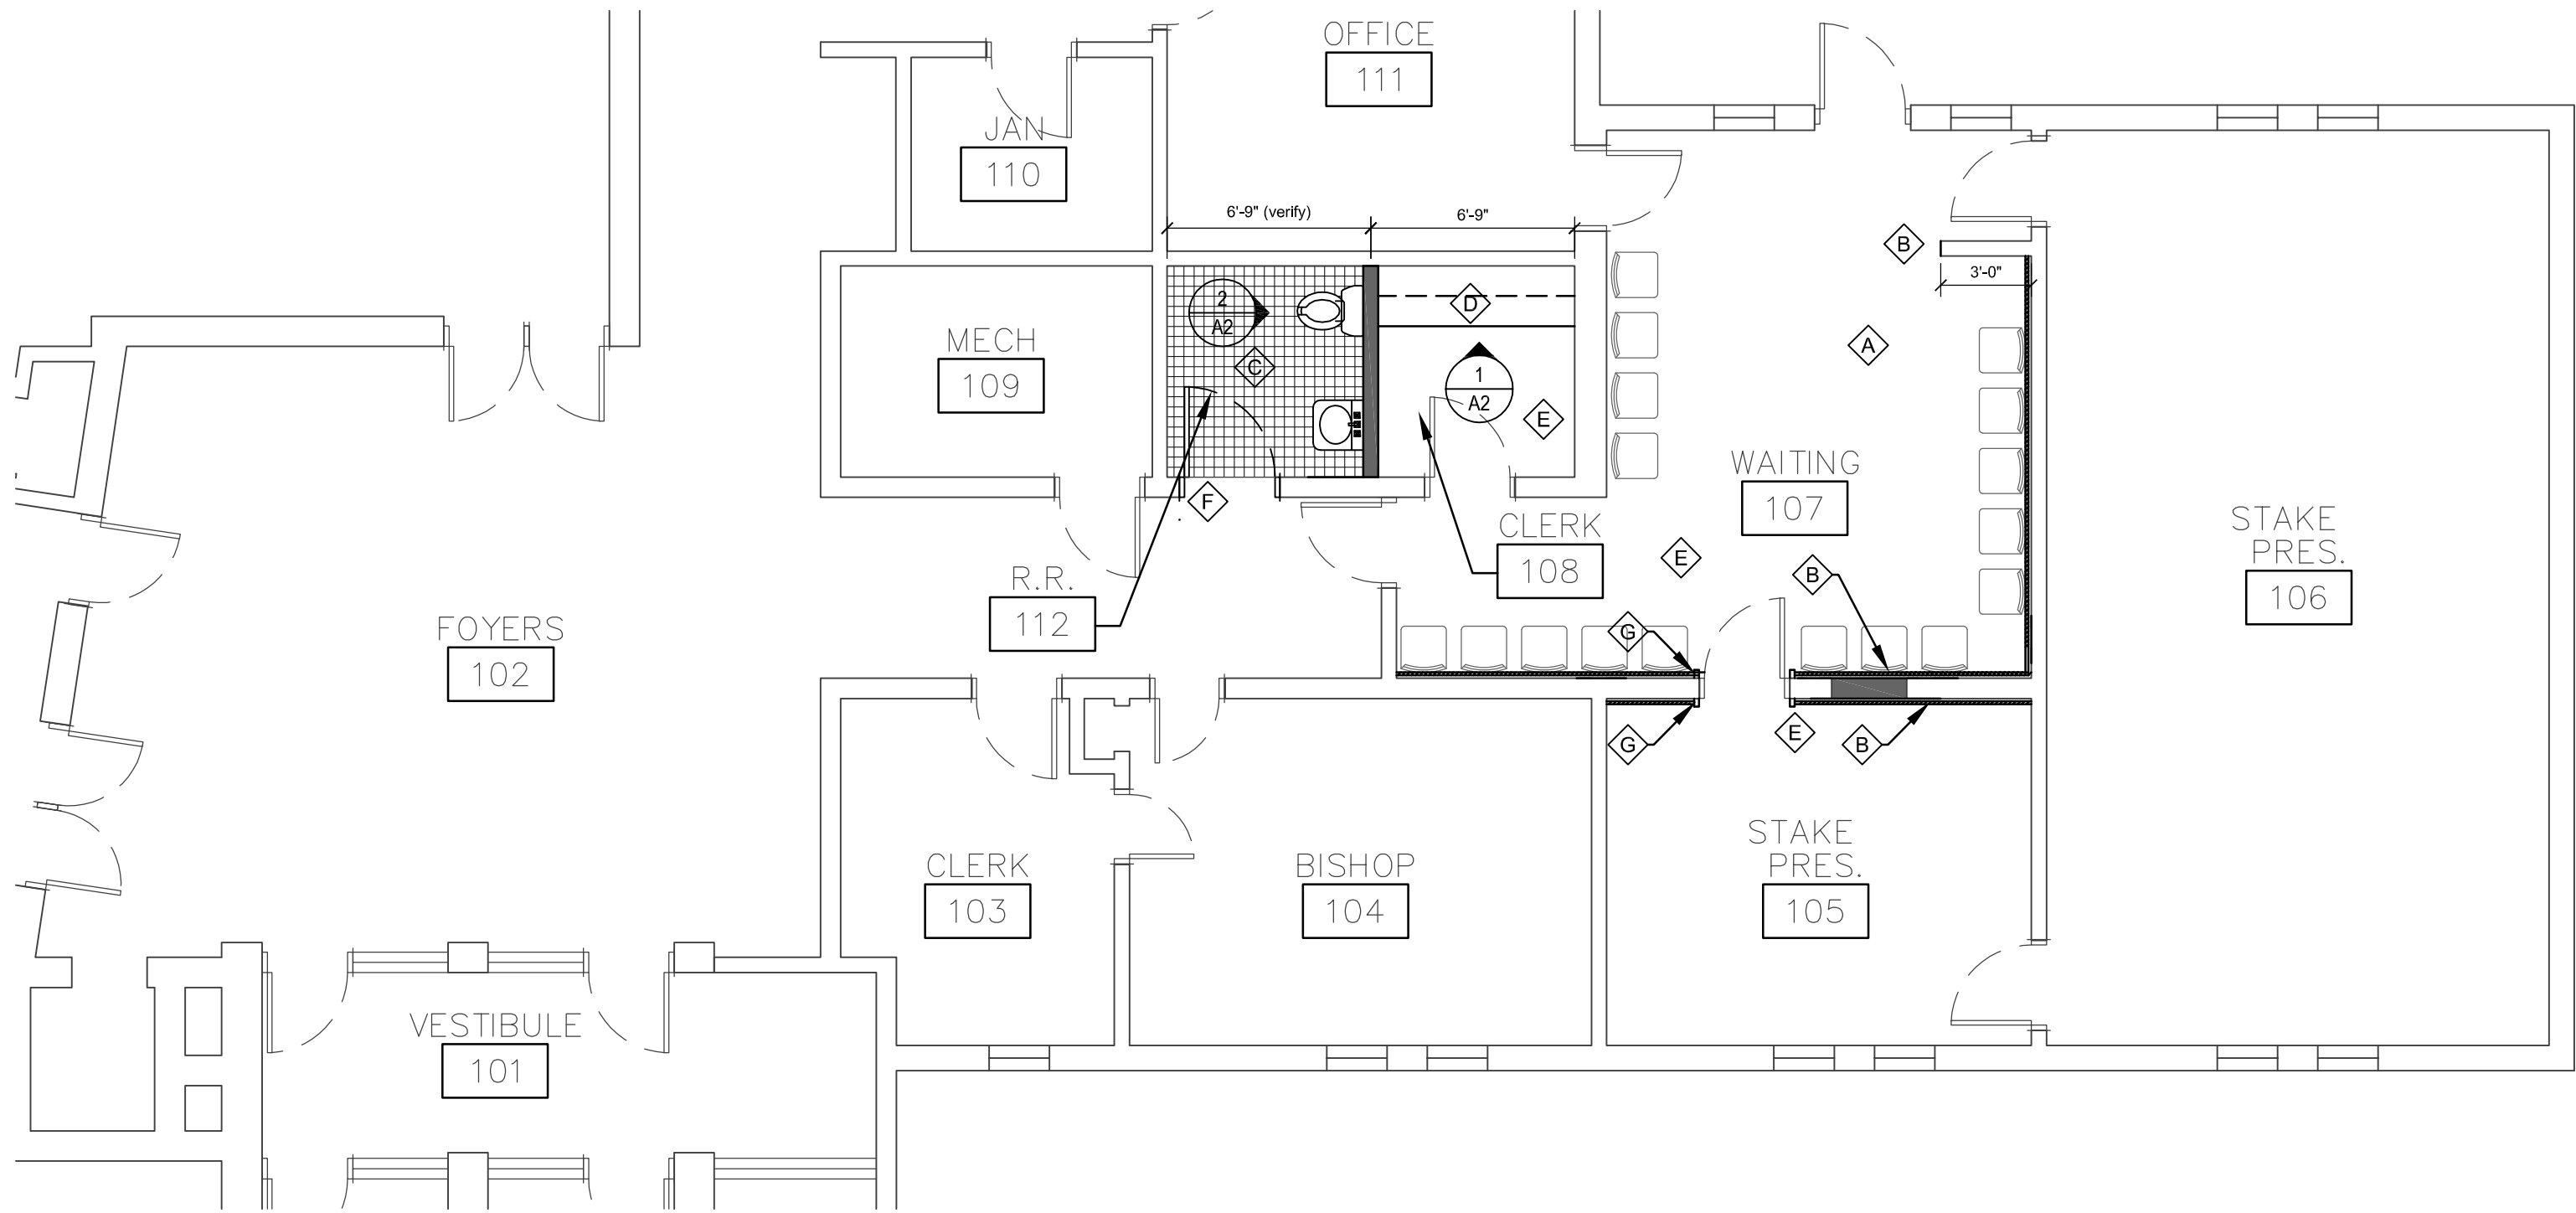 OFFICE
111
JAN
110
6'-9" (verify)
6'-9"
B
3'-0"
2
A2
D
A
MECH
109
C
1
A2
E
WAITING
107
F
CLERK
108
STAKE
PRES.
106
E
B
R.R.
112
FOYERS
102
G
G
E
B
STAKE
PRES.
105
CLERK
103
BISHOP
104
VESTIBULE
101